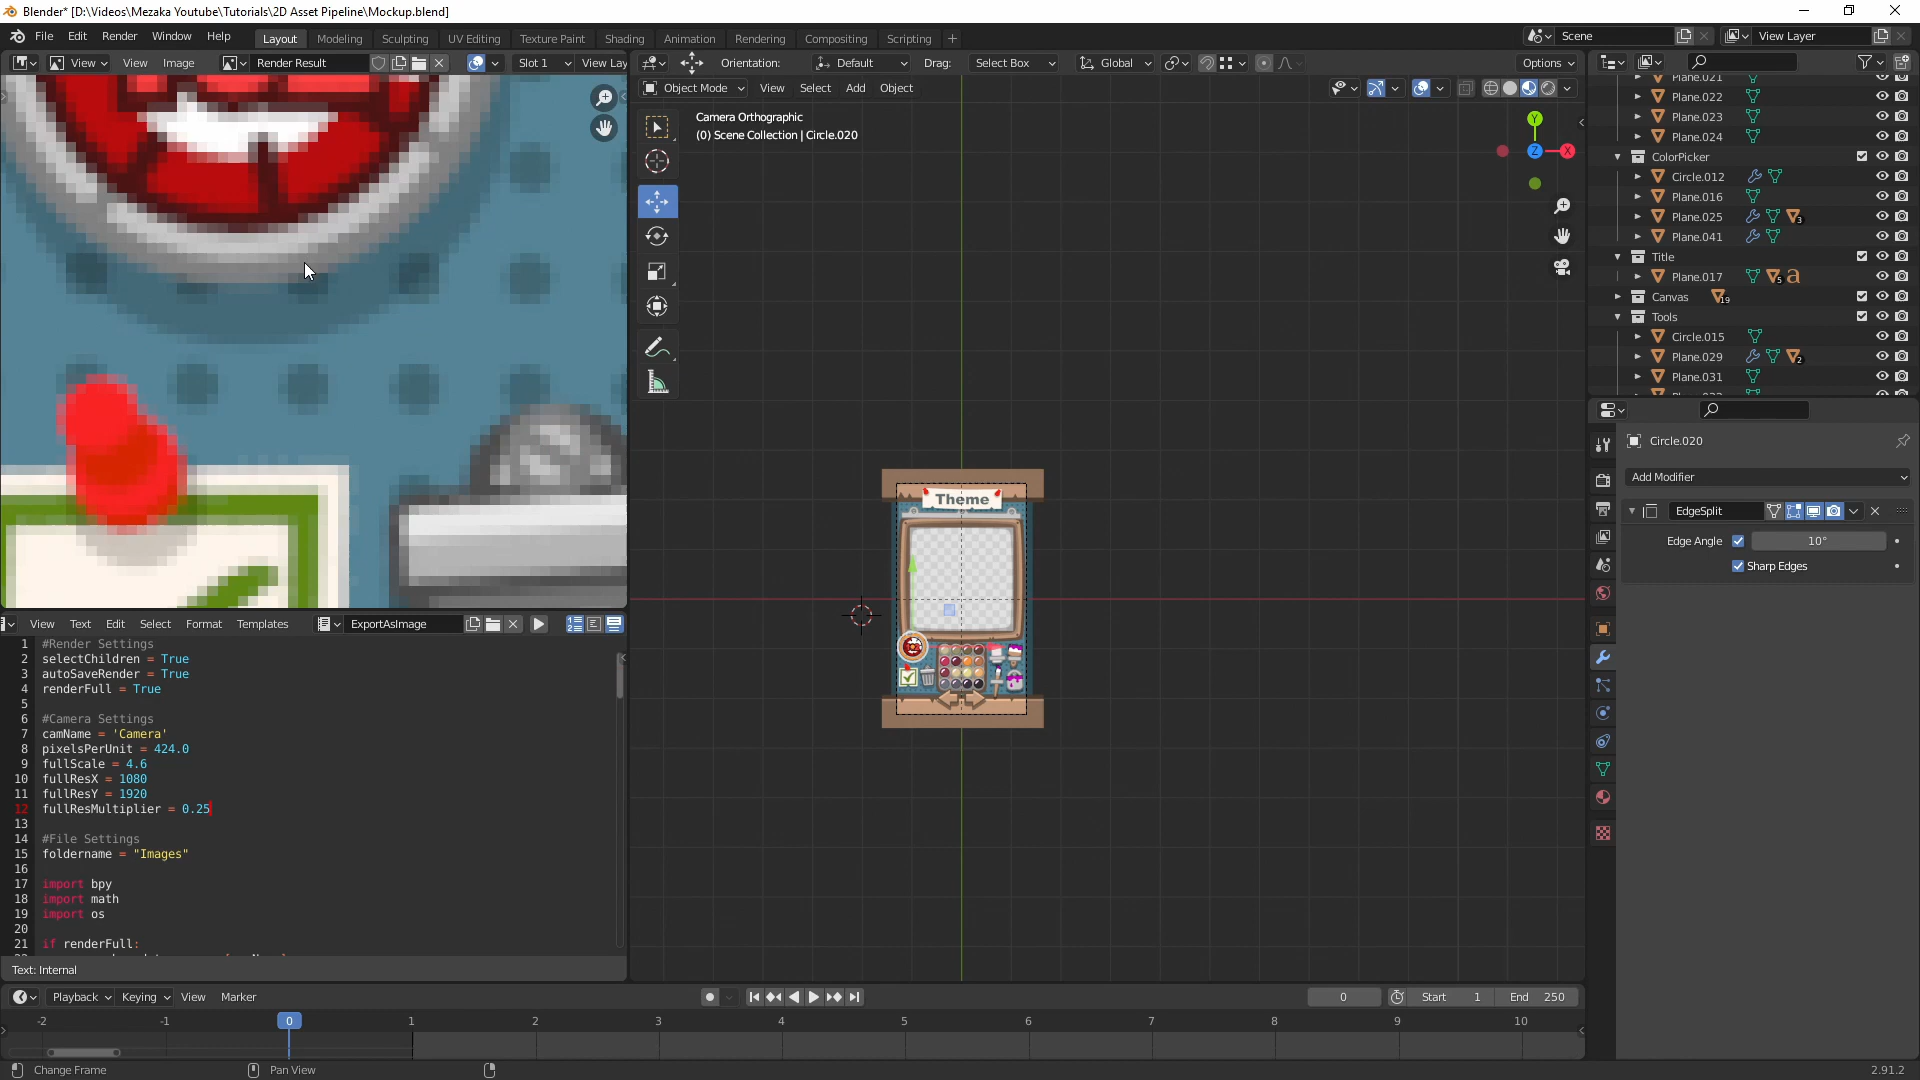 Blender* [D:\Videos\Mezaka Youtube\Tutorials\2D Asset Pipeline\Mockup.blend]
File Edit Render Window Help Layout Modeling Sculpting UV Editing Texture Paint Shading Animation Rendering Compositing Scripting + Scene View Layer
View View Image Render Result Slot 1 View Lay Orientation: Default Drag: Select Box Global Options
Object Mode View Select Add Object
Camera Orthographic
(0) Scene Collection | Circle.020
Y
Z
X
Theme
Plane.021
Plane.022
Plane.023
Plane.024
ColorPicker
Circle.012
Plane.016
Plane.025 3
Plane.041
Title
Plane.017 5 a
Canvas 19
Tools
Circle.015
Plane.029 2
Plane.031
Circle.020
Add Modifier
EdgeSplit
Edge Angle 10°
Sharp Edges
View Text Edit Select Format Templates ExportAsImage
1 #Render Settings
2 selectChildren = True
3 autoSaveRender = True
4 renderFull = True
5
6 #Camera Settings
7 camName = 'Camera'
8 pixelsPerUnit = 424.0
9 fullScale = 4.6
10 fullResX = 1080
11 fullResY = 1920
12 fullResMultiplier = 0.25
13
14 #File Settings
15 foldername = "Images"
16
17 import bpy
18 import math
19 import os
20
21 if renderFull:
Text: Internal
Playback Keying View Marker 0 Start 1 End 250
-2 -1 0 1 2 3 4 5 6 7 8 9 10
Change Frame Pan View 2.91.2